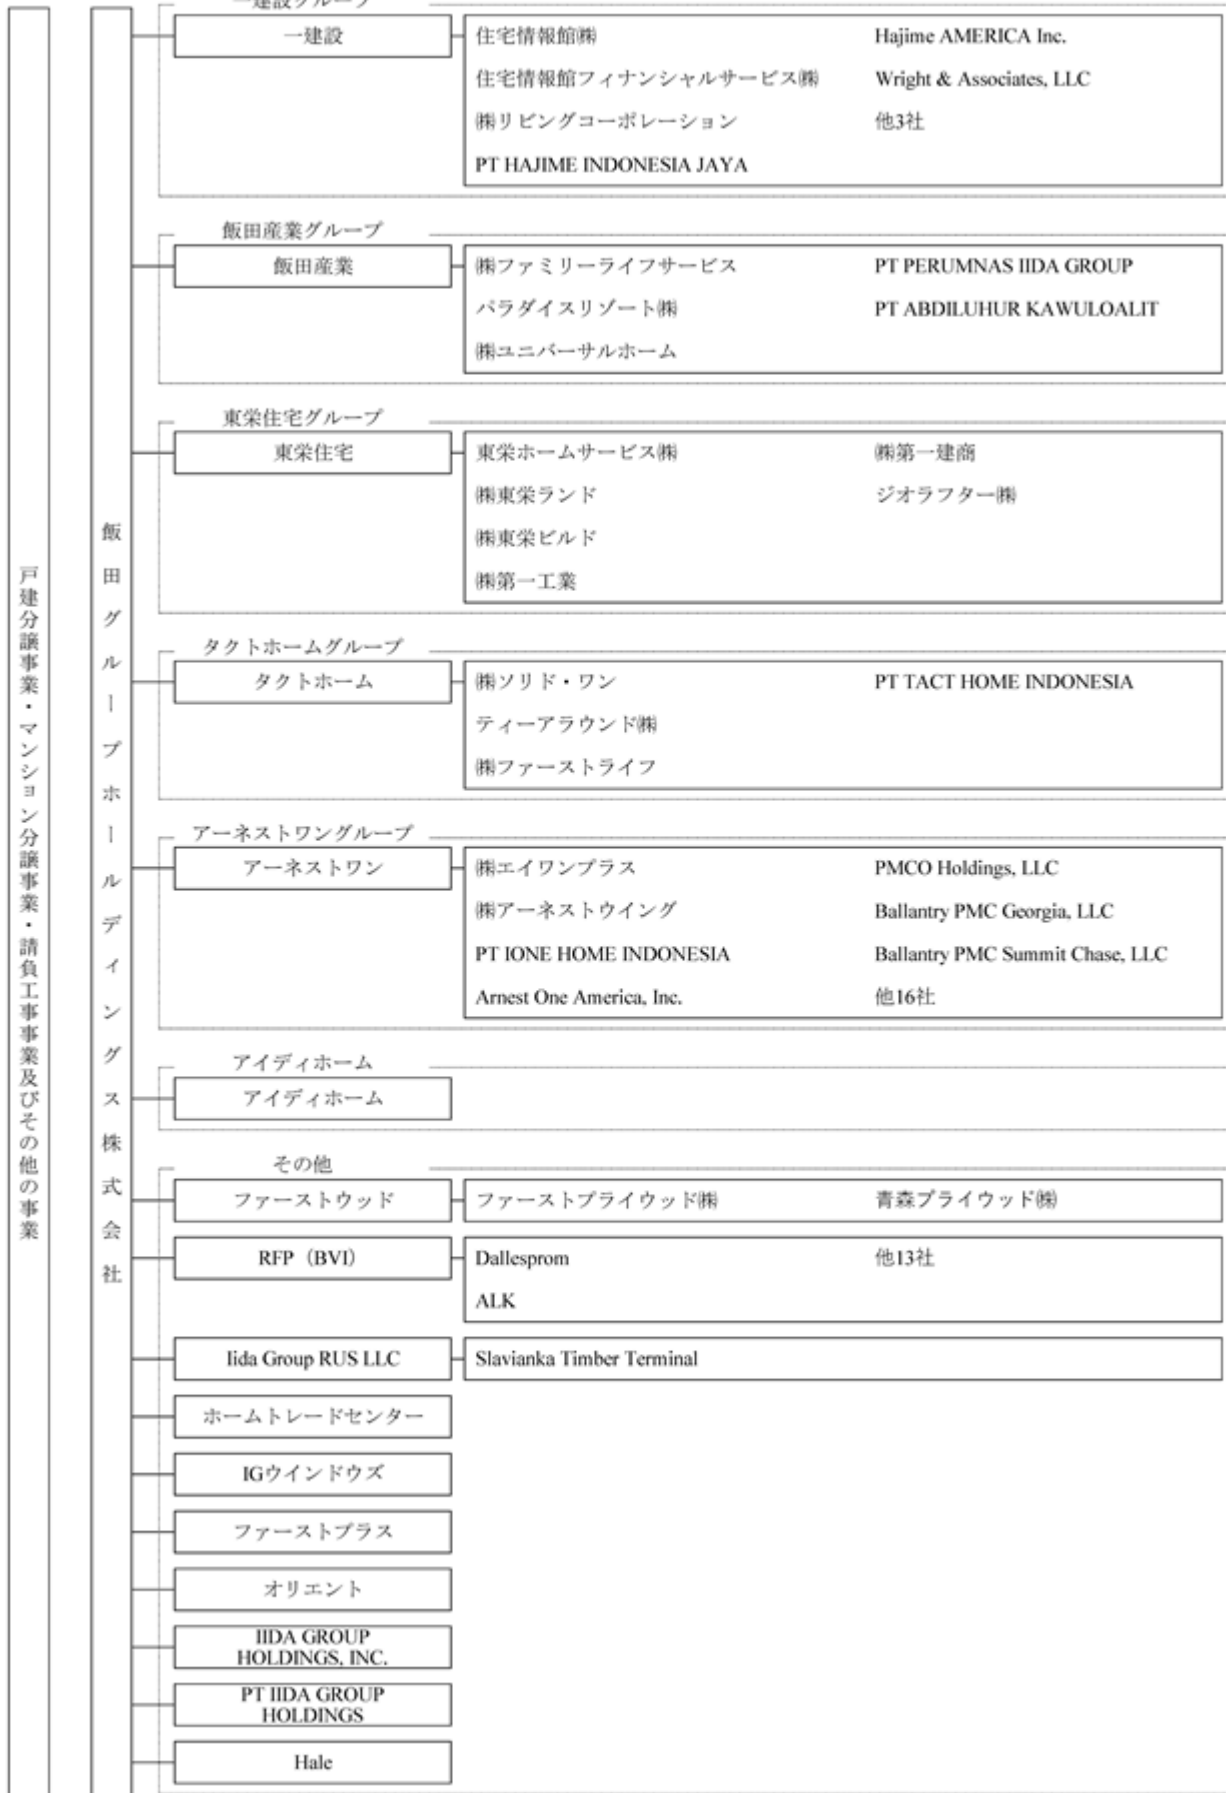 戸建分譲事業・マンション分譲事業・請負工事事業及びその他の事業
飯田グループホールディングス株式会社
一建設グループ
一建設
住宅情報館㈱
Hajime AMERICA Inc.
住宅情報館フィナンシャルサービス㈱
Wright & Associates, LLC
㈱リビングコーポレーション
他3社
PT HAJIME INDONESIA JAYA
飯田産業グループ
飯田産業
㈱ファミリーライフサービス
PT PERUMNAS IIDA GROUP
パラダイスリゾート㈱
PT ABDILUHUR KAWULOALIT
㈱ユニバーサルホーム
東栄住宅グループ
東栄住宅
東栄ホームサービス㈱
㈱第一建商
㈱東栄ランド
ジオラフター㈱
㈱東栄ビルド
㈱第一工業
タクトホームグループ
タクトホーム
㈱ソリド・ワン
PT TACT HOME INDONESIA
ティーアラウンド㈱
㈱ファーストライフ
アーネストワングループ
アーネストワン
㈱エイワンプラス
PMCO Holdings, LLC
㈱アーネストウイング
Ballantry PMC Georgia, LLC
PT IONE HOME INDONESIA
Ballantry PMC Summit Chase, LLC
Arnest One America, Inc.
他16社
アイディホーム
アイディホーム
その他
ファーストウッド
ファーストプライウッド㈱
青森プライウッド㈱
RFP（BVI）
Dallesprom
他13社
ALK
Iida Group RUS LLC
Slavianka Timber Terminal
ホームトレードセンター
IGウインドウズ
ファーストプラス
オリエント
IIDA GROUP
HOLDINGS, INC.
PT IIDA GROUP
HOLDINGS
Hale